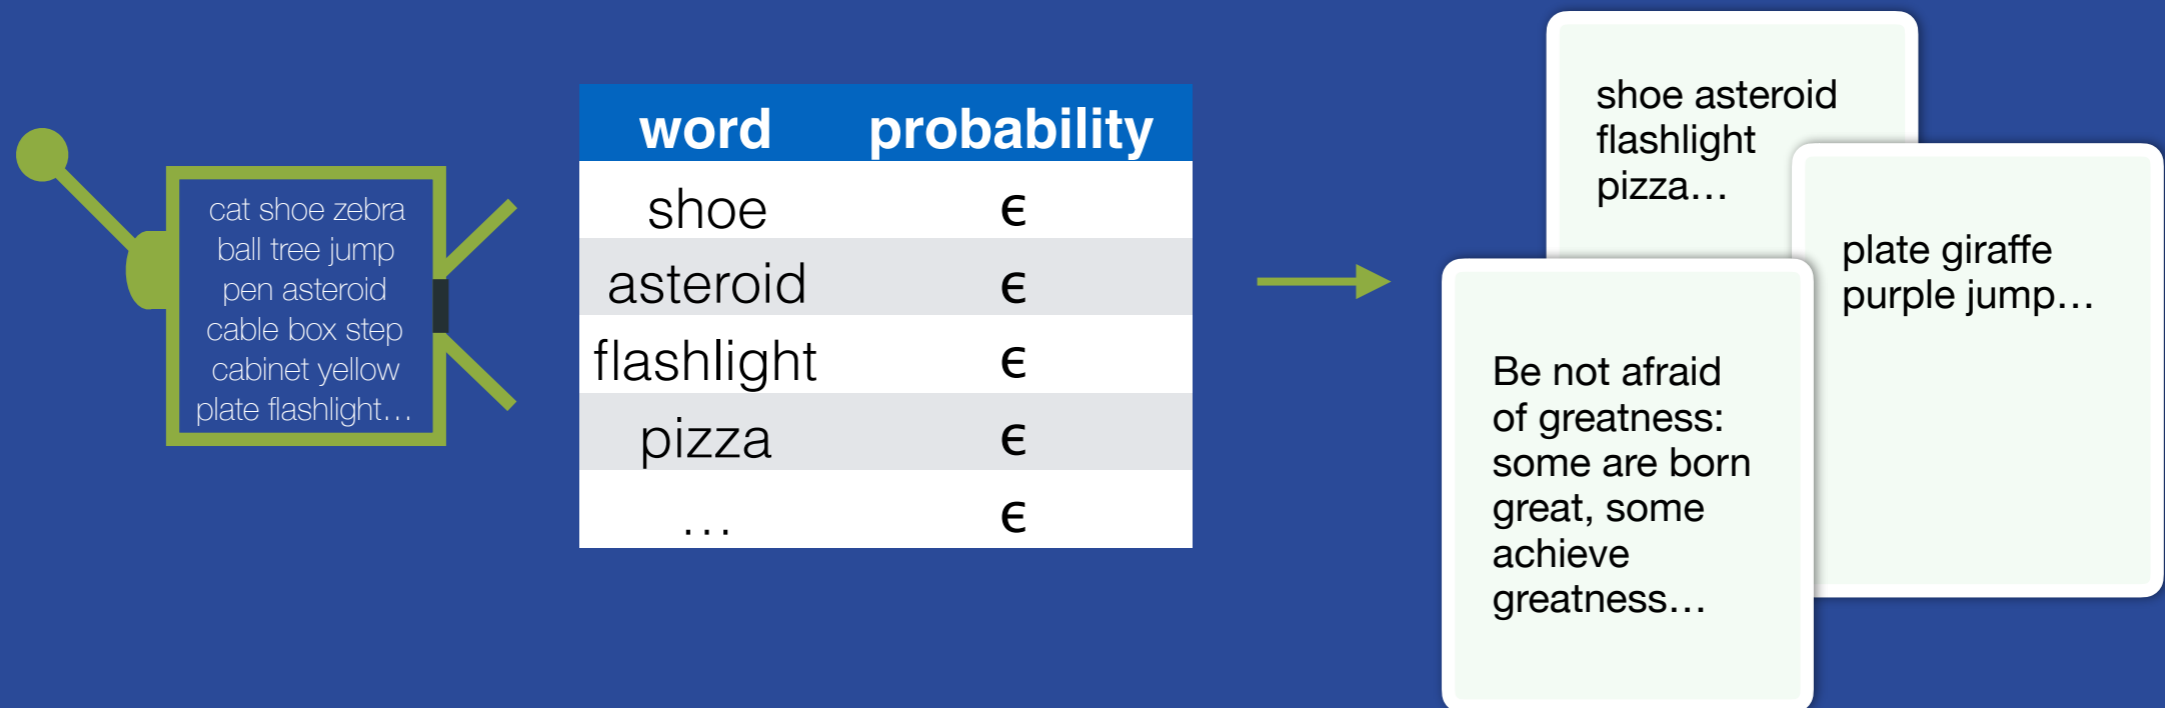 cat shoe zebra
ball tree jump
pen asteroid
cable box step
cabinet yellow
plate flashlight…
word probability
shoe ϵ
asteroid ϵ
flashlight ϵ
pizza ϵ
… ϵ
shoe asteroid
flashlight
pizza…
plate giraffe
purple jump…
Be not afraid
of greatness:
some are born
great, some
achieve
greatness…